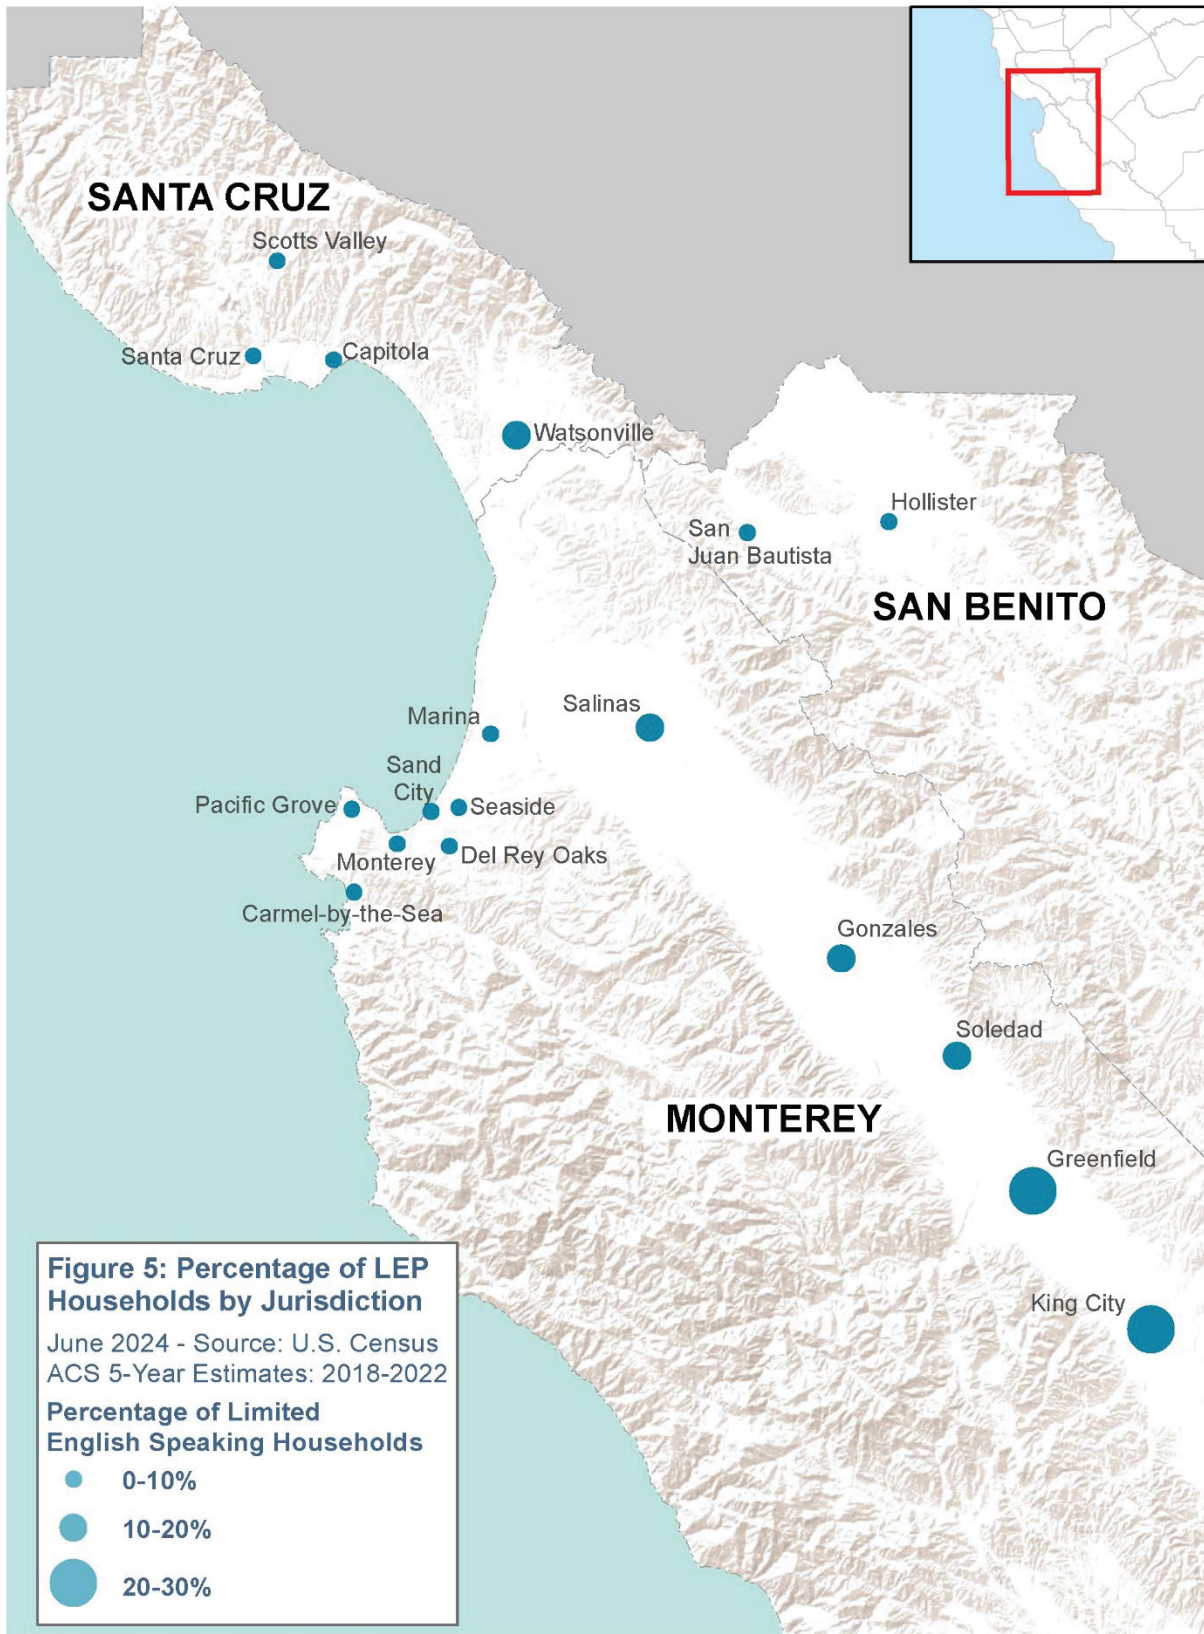 SANTA CRUZ
Scotts Valley
Santa Cruz
Capitola
Watsonville
Hollister
San
Juan Bautista
SAN BENITO
Salinas
Marina
Sand
City
Pacific Grove
Seaside
Monterey
Del Rey Oaks
Carmel-by-the-Sea
Gonzales
Soledad
MONTEREY
Greenfield
King City
Figure 5: Percentage of LEP
Households by Jurisdiction
June 2024 - Source: U.S. Census
ACS 5-Year Estimates: 2018-2022
Percentage of Limited
English Speaking Households
0-10%
10-20%
20-30%